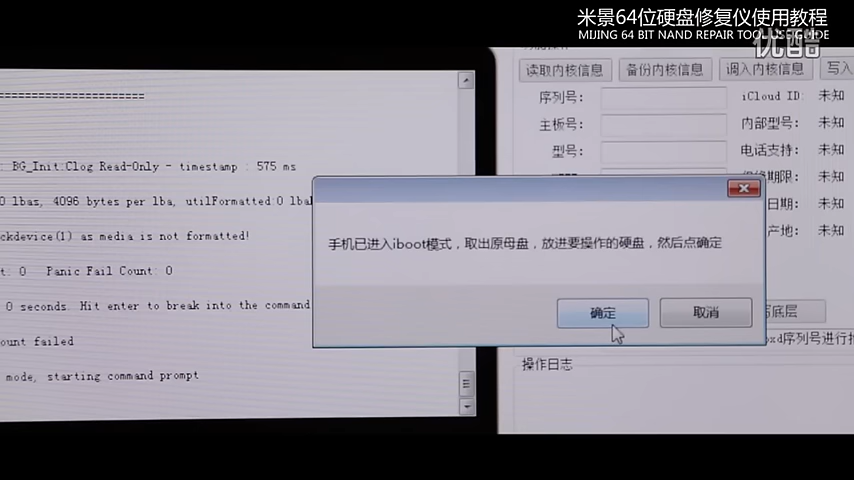 米景64位硬盘修复仪使用教程
MIJING 64 BIT NAND REPAIR TOOL USE GUIDE
优酷
读取内核信息 备份内核信息 调入内核信息 写入
序列号: iCloud ID: 未知
主板号: 内部型号: 未知
型号: 电话支持: 未知
期限: 未知
日期: 未知
产地: 未知
: BG_Init:Clog Read-Only - timestamp : 575 ms
0 lbas, 4096 bytes per lba, utilFormatted:0 lba
ckdevice(1) as media is not formatted!
t: 0 Panic Fail Count: 0
0 seconds. Hit enter to break into the command
ount failed
mode, starting command prompt
手机已进入iboot模式，取出原母盘，放进要操作的硬盘，然后点确定
确定 取消
底层
xd序列号进行
操作日志